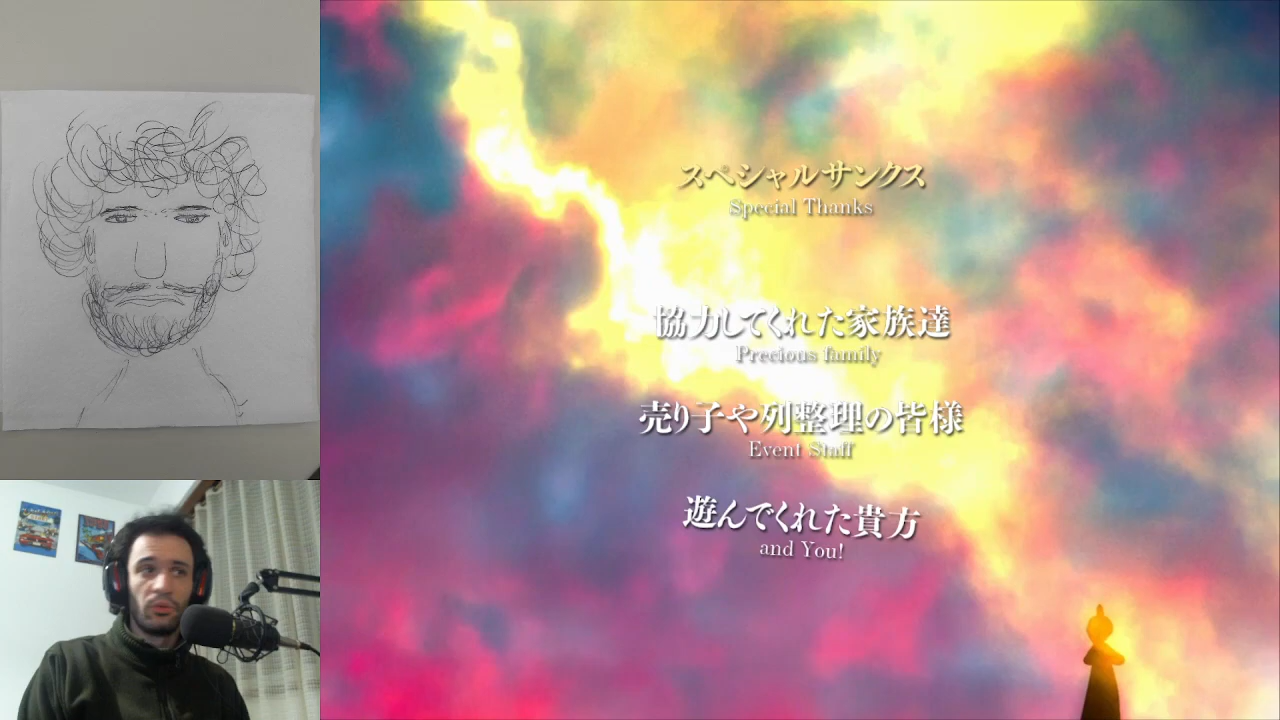 スペシャルサンクス
Special Thanks
協力してくれた家族達
Precious family
売り子や列整理の皆様
Event Staff
遊んでくれた貴方
and You!